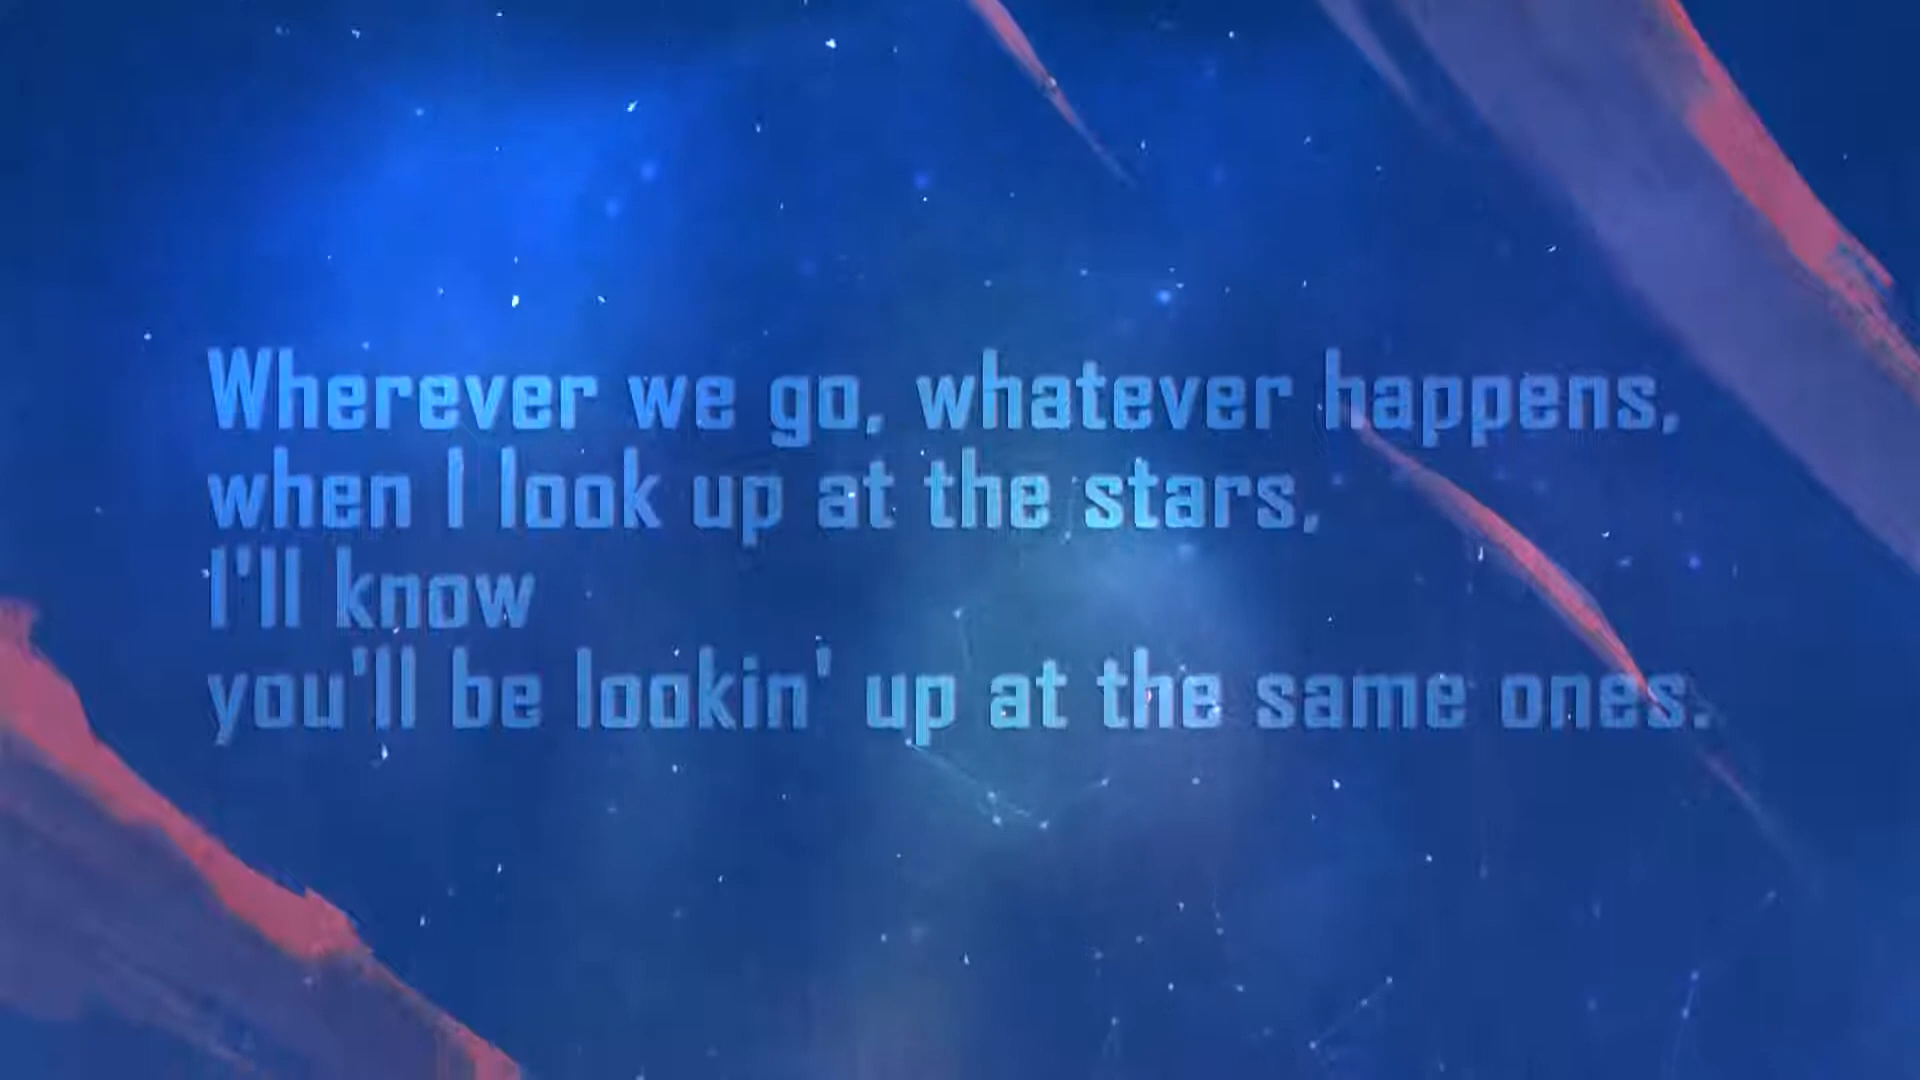 Wherever we go, whatever happens,
when I look up at the stars,
I'll know
you'll be lookin' up at the same ones.